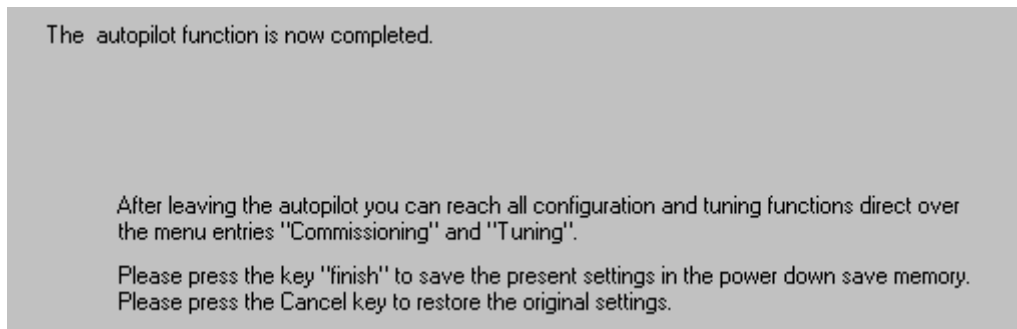 The  autopilot function is now completed.
After leaving the autopilot you can reach all configuration and tuning functions direct over
the menu entries "Commissioning" and "Tuning".
Please press the key "finish" to save the present settings in the power down save memory.
Please press the Cancel key to restore the original settings.